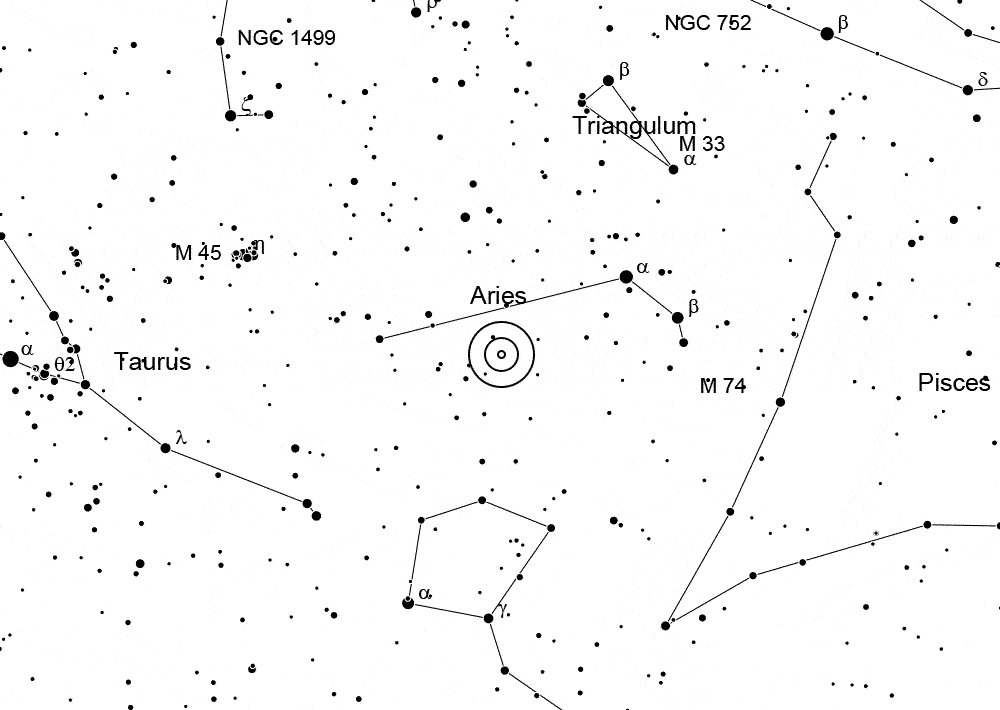 β
NGC 752
β
NGC 1499
β
δ
ζ
Triangulum
M 33
α
M 45
η
α
Aries
β
α
θ2
Taurus
M 74
Pisces
λ
α
γ